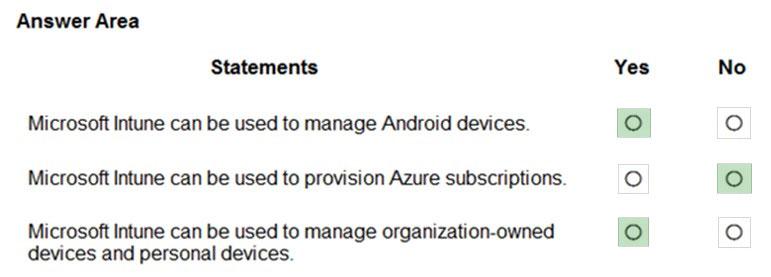 Answer Area
Statements Yes No
Microsoft Intune can be used to manage Android devices.
Microsoft Intune can be used to provision Azure subscriptions.
Microsoft Intune can be used to manage organization-owned
devices and personal devices.